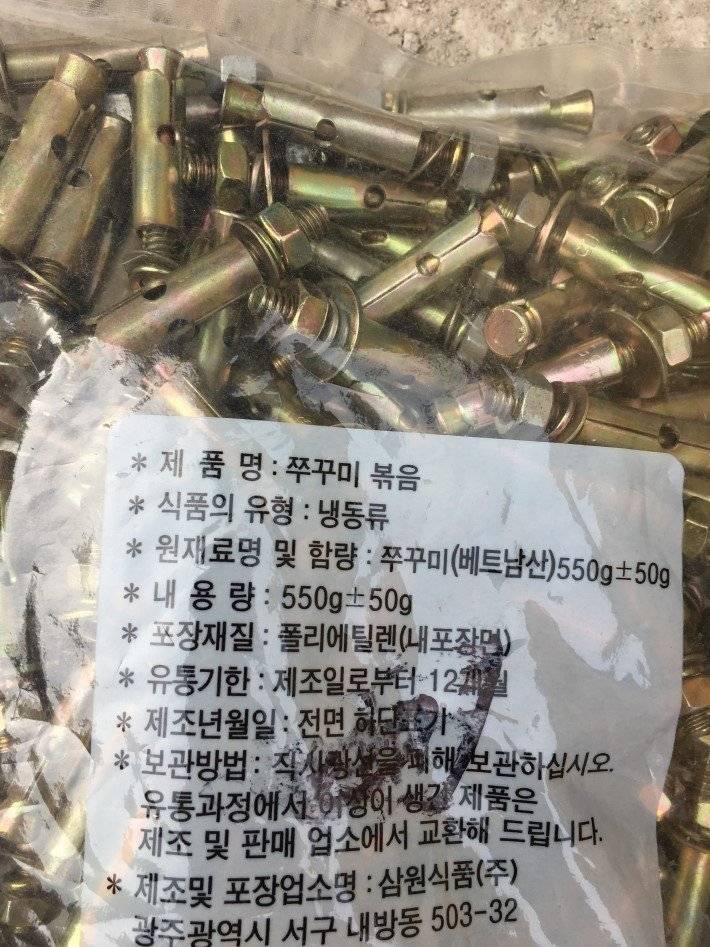 * 제 품 명 : 쭈꾸미 볶음
* 식품의 유형 : 냉동류
* 원재료명 및 함량 : 쭈꾸미(베트남산)550g±50g
* 내 용 량 : 550g±50g
* 포장재질 : 폴리에틸렌(내포장면)
* 유통기한 : 제조일로부터 12개월
* 제조년월일 : 전면 하단표기
* 보관방법 : 직사광선을 피해 보관하십시오.
유통과정에서 이상이 생긴 제품은
제조 및 판매 업소에서 교환해 드립니다.
* 제조및 포장업소명 : 삼원식품(주)
광주광역시 서구 내방동 503-32